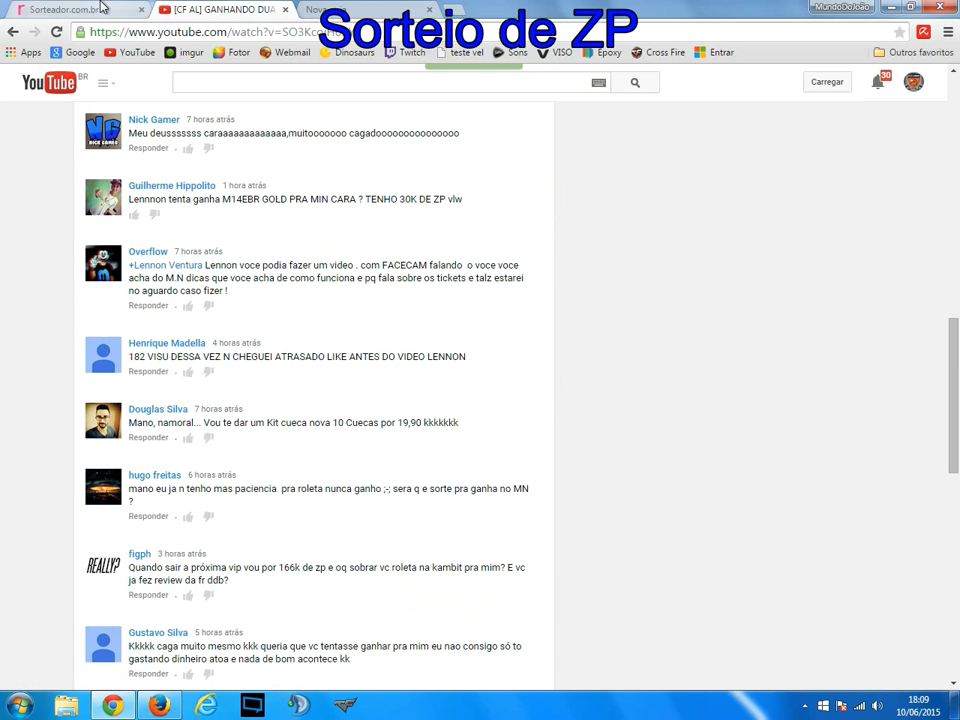 Sorteador.com.br
[CF AL] GANHANDO DUA
Nova
MundoDoJoão
Sorteio de ZP
https://www.youtube.com/watch?v=SO3Kco
Apps
Google
YouTube
imgur
Fotor
Webmail
Dinosaurs
Twitch
teste vel
Sons
VISO
Epoxy
Cross Fire
Entrar
Outros favoritos
YouTube BR
Carregar
30
Nick Gamer 7 horas atrás
Meu deusssssss caraaaaaaaaaaaaa,muitooooooo cagadooooooooooooooo
Responder
Guilherme Hippolito 1 hora atrás
Lennnon tenta ganha M14EBR GOLD PRA MIN CARA ? TENHO 30K DE ZP vlw
Overflow 7 horas atrás
+Lennon Ventura Lennon voce podia fazer um video . com FACECAM falando o voce voce
acha do M.N dicas que voce acha de como funciona e pq fala sobre os tickets e talz estarei
no aguardo caso fizer !
Responder
Henrique Madella 4 horas atrás
182 VISU DESSA VEZ N CHEGUEI ATRASADO LIKE ANTES DO VIDEO LENNON
Responder
Douglas Silva 7 horas atrás
Mano, namoral... Vou te dar um Kit cueca nova 10 Cuecas por 19,90 kkkkkkk
Responder
hugo freitas 6 horas atrás
mano eu ja n tenho mas paciencia pra roleta nunca ganho ;-; sera q e sorte pra ganha no MN
?
Responder
REALLY?
figph 3 horas atrás
Quando sair a próxima vip vou por 166k de zp e oq sobrar vc roleta na kambit pra mim? E vc
ja fez review da fr ddb?
Responder
Gustavo Silva 5 horas atrás
Kkkkk caga muito mesmo kkk queria que vc tentasse ganhar pra mim eu nao consigo só to
gastando dinheiro atoa e nada de bom acontece kk
Responder
18:09
10/06/2015